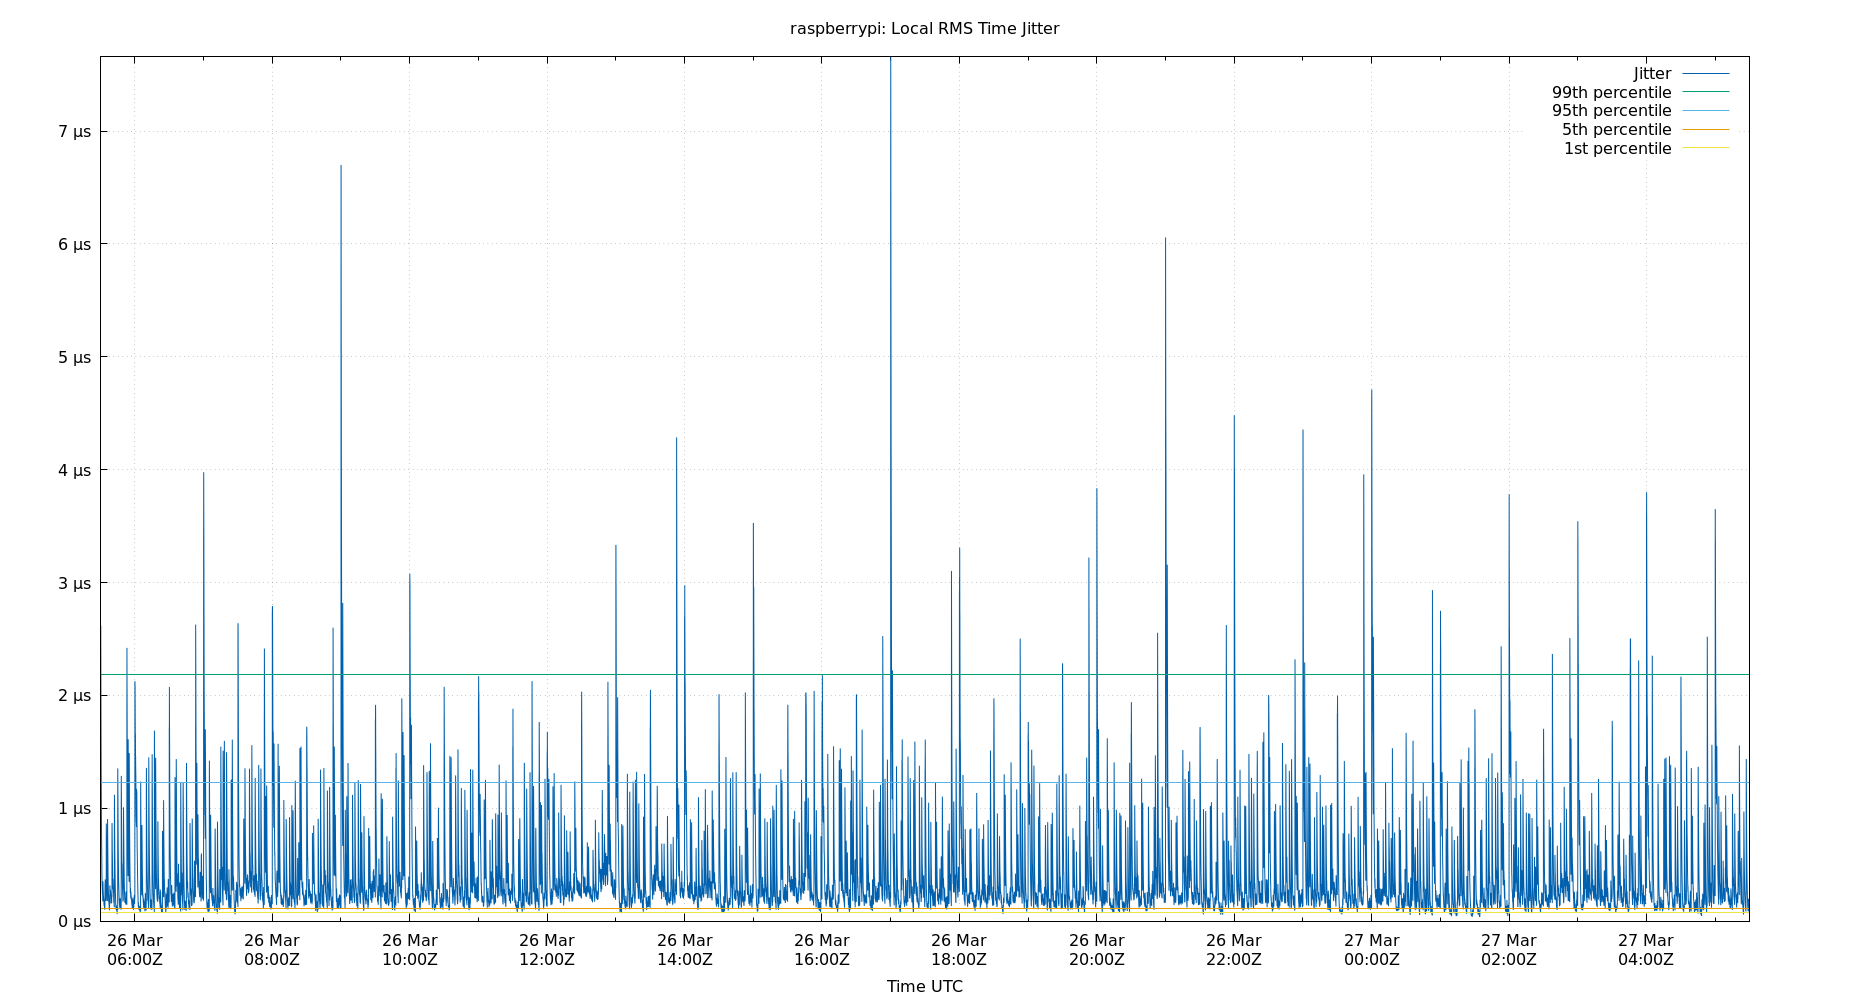 raspberrypi: Local RMS Time Jitter
Jitter
99th percentile
95th percentile
5th percentile
1st percentile
7 µs
6 µs
5 µs
4 µs
3 µs
2 µs
1 µs
0 µs
26 Mar 26 Mar 26 Mar 26 Mar 26 Mar 26 Mar 26 Mar 26 Mar 26 Mar 27 Mar 27 Mar 27 Mar
06:00Z 08:00Z 10:00Z 12:00Z 14:00Z 16:00Z 18:00Z 20:00Z 22:00Z 00:00Z 02:00Z 04:00Z
Time UTC